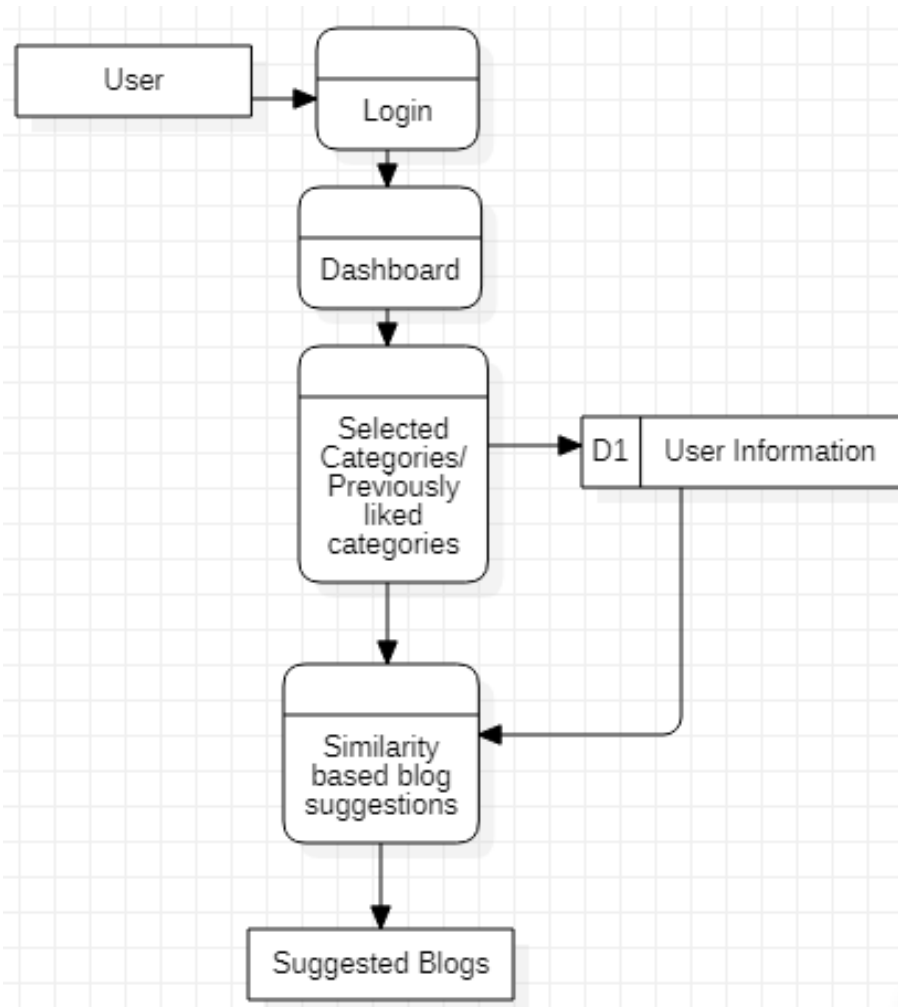 User
Login
Dashboard
Selected
Categories/
Previously
liked
categories
D1
User Information
Similarity
based blog
suggestions
Suggested Blogs